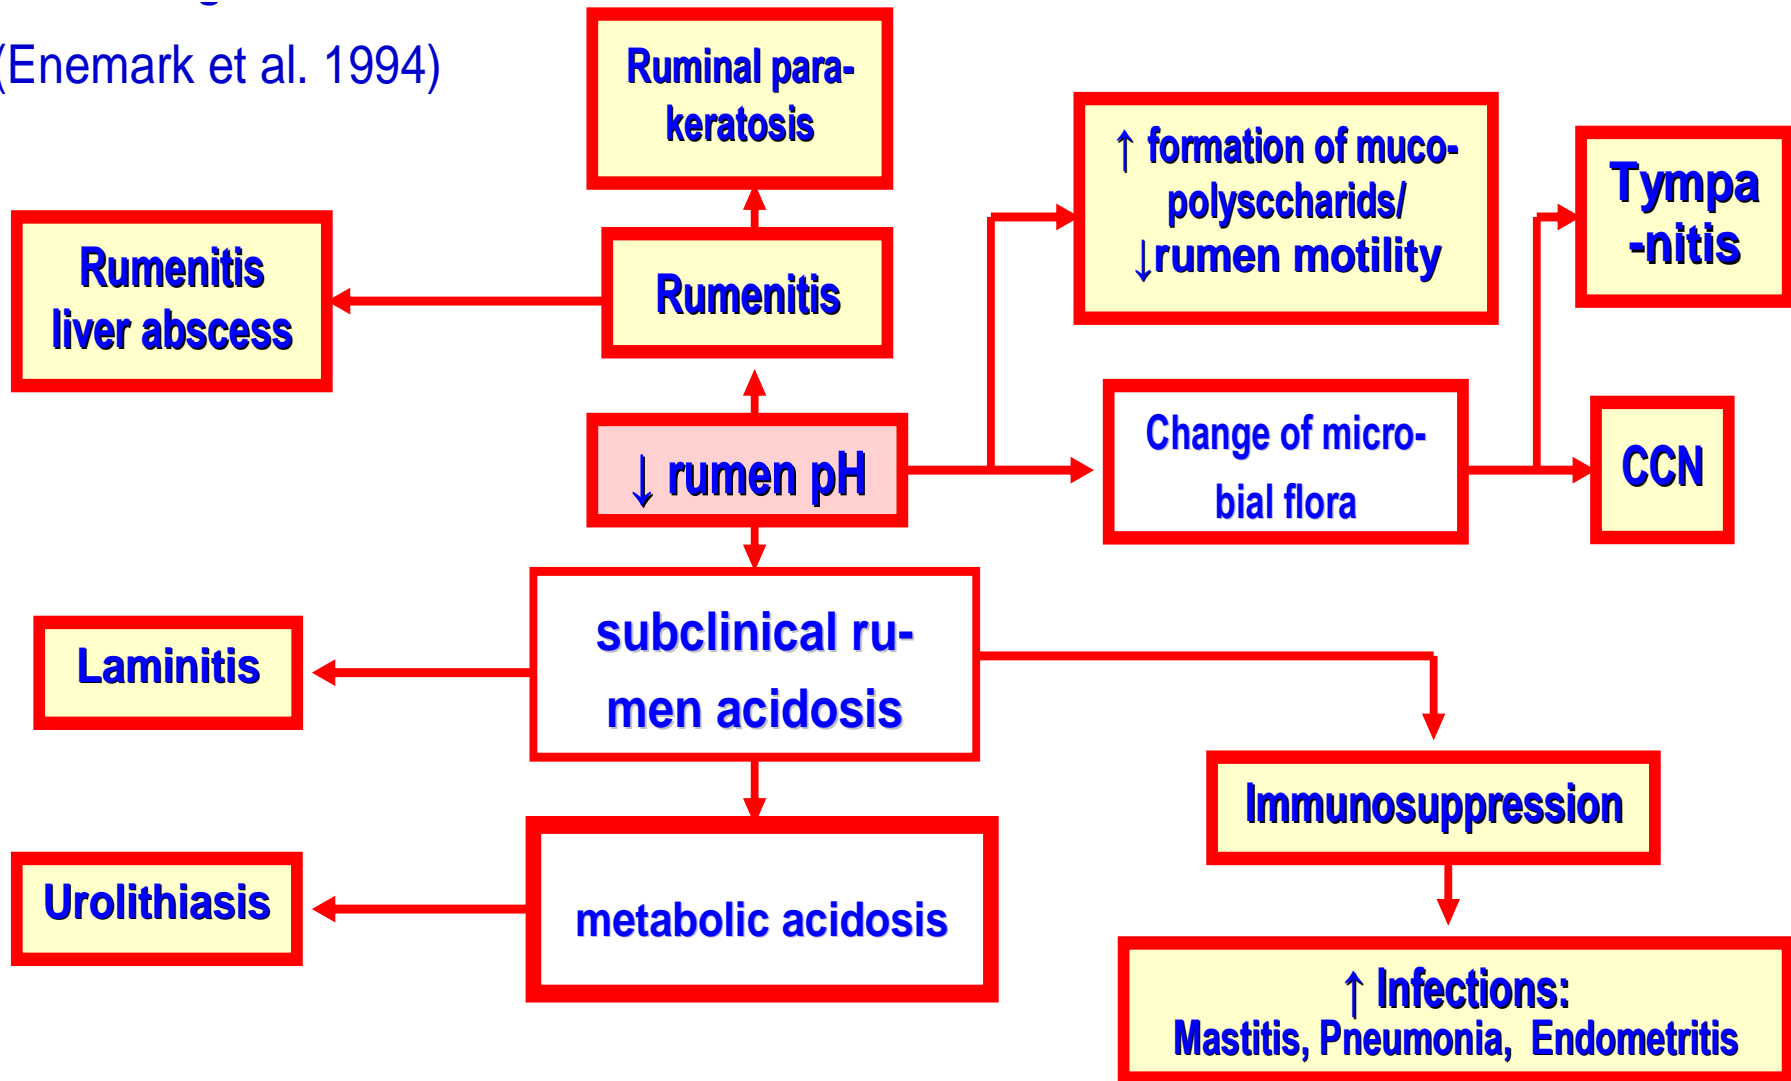 (Enemark et al. 1994)
Ruminal para-
keratosis
↑ formation of muco-
polysccharids/
↓rumen motility
Tympa
-nitis
Rumenitis
liver abscess
Rumenitis
↓ rumen pH
Change of micro-
bial flora
CCN
subclinical ru-
men acidosis
Laminitis
Immunosuppression
Urolithiasis
metabolic acidosis
↑ Infections:
Mastitis, Pneumonia, Endometritis